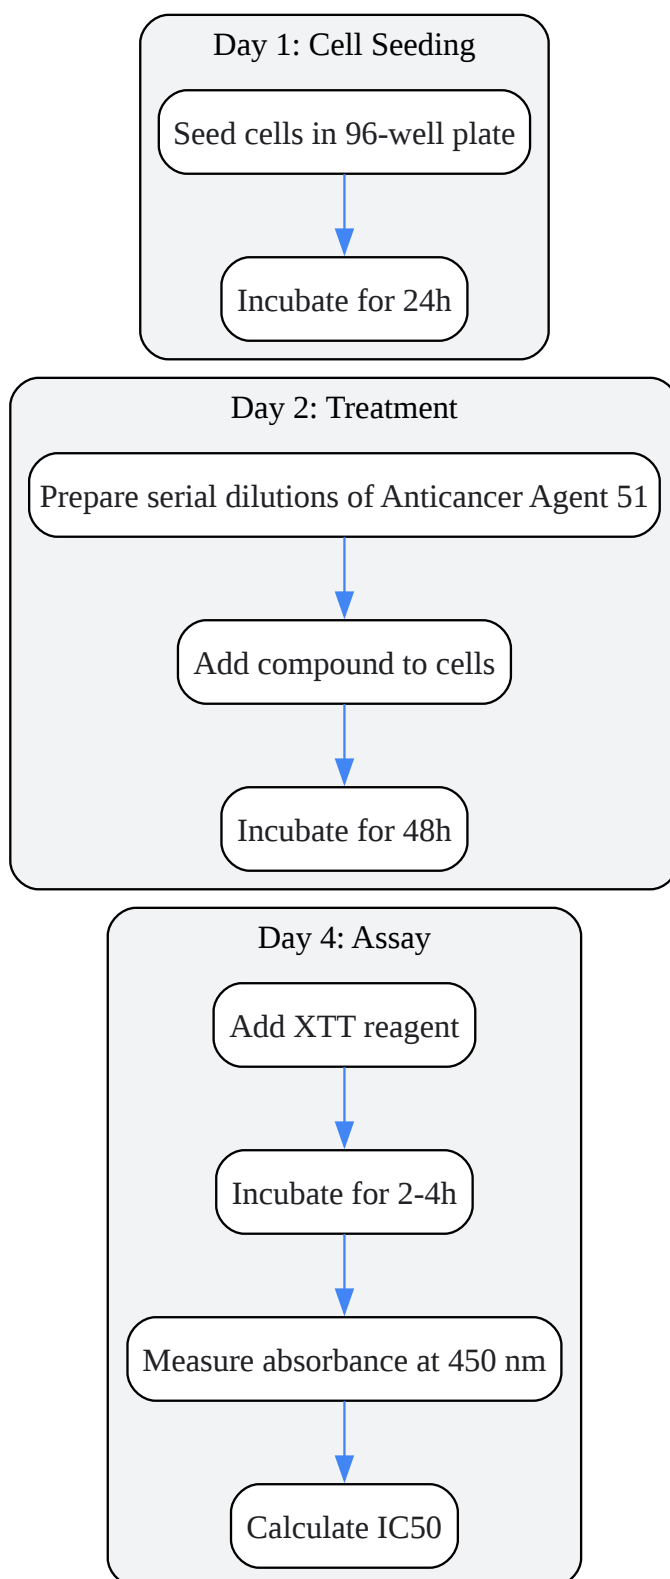 Day 1: Cell Seeding
Seed cells in 96-well plate
Incubate for 24h
Day 2: Treatment
Prepare serial dilutions of Anticancer Agent 51
Add compound to cells
Incubate for 48h
Day 4: Assay
Add XTT reagent
Incubate for 2-4h
Measure absorbance at 450 nm
Calculate IC50